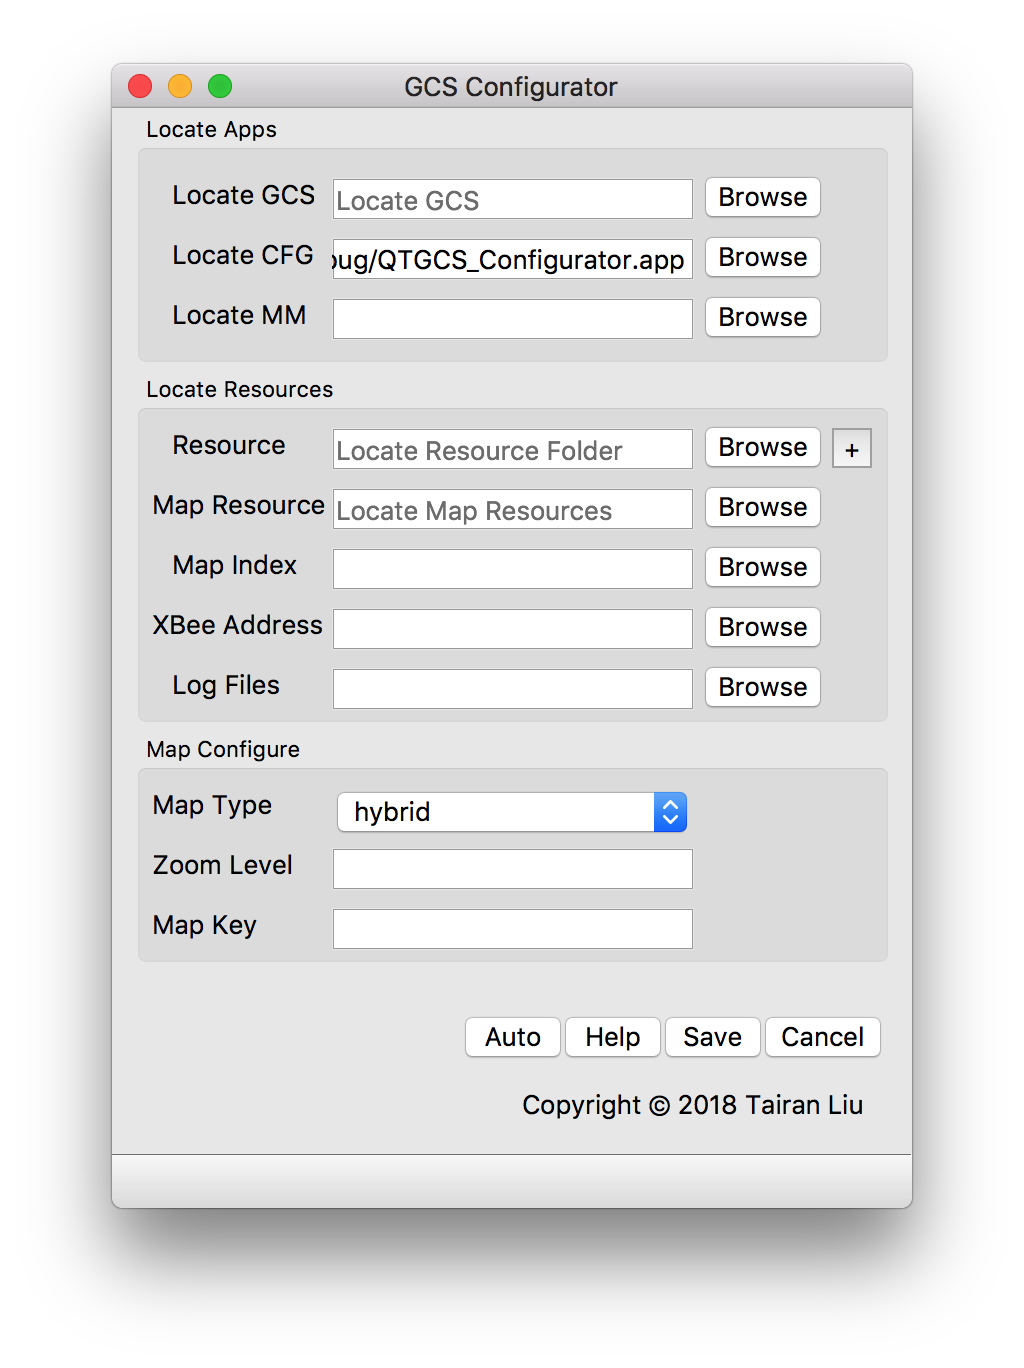 GCS Configurator
Locate Apps
Locate GCS Locate GCS Browse
Locate CFG bug/QTGCS_Configurator.app Browse
Locate MM Browse
Locate Resources
Resource Locate Resource Folder Browse +
Map Resource Locate Map Resources Browse
Map Index Browse
XBee Address Browse
Log Files Browse
Map Configure
Map Type hybrid
Zoom Level
Map Key
Auto Help Save Cancel
Copyright © 2018 Tairan Liu